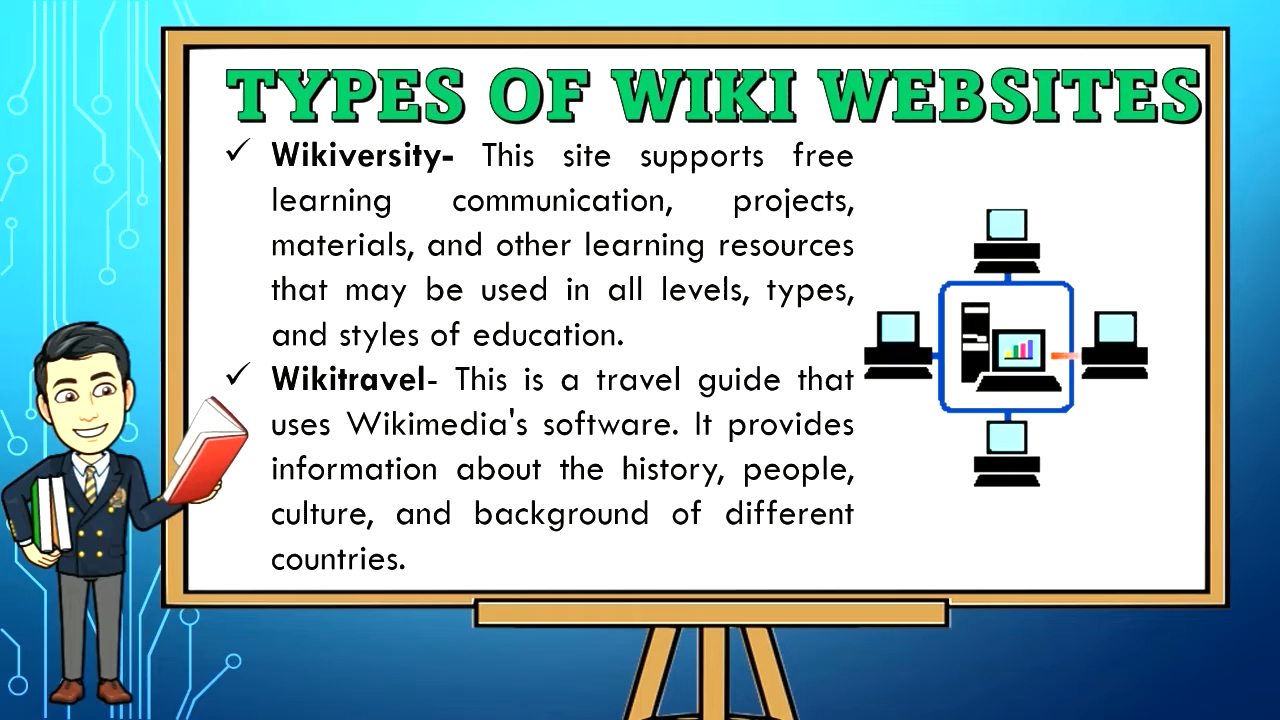 TYPES OF WIKI WEBSITES
✓ Wikiversity- This site supports free
learning communication, projects,
materials, and other learning resources
that may be used in all levels, types,
and styles of education.
✓ Wikitravel- This is a travel guide that
uses Wikimedia's software. It provides
information about the history, people,
culture, and background of different
countries.